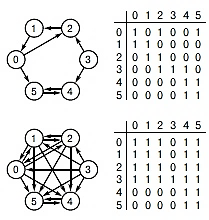 1 2
0 3
5 4
0 1 2 3 4 5
0 1 0 1 0 0 1
1 1 1 0 0 0 0
2 0 1 1 0 0 0
3 0 0 1 1 1 0
4 0 0 0 0 1 1
5 0 0 0 0 1 1
1 2
0 3
5 4
0 1 2 3 4 5
0 1 1 1 0 1 1
1 1 1 1 0 1 1
2 1 1 1 0 1 1
3 1 1 1 1 1 1
4 0 0 0 0 1 1
5 0 0 0 0 1 1